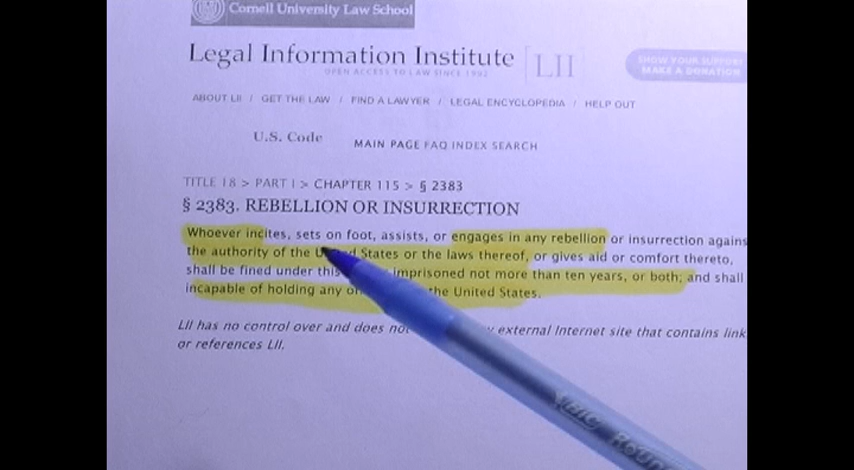 Cornell University Law School
Legal Information Institute LII
OPEN ACCESS TO LAW SINCE 1992
SHOW YOUR SUPPORT
MAKE A DONATION
ABOUT LII / GET THE LAW / FIND A LAWYER / LEGAL ENCYCLOPEDIA / HELP OUT
U.S. Code MAIN PAGE FAQ INDEX SEARCH
TITLE 18 > PART I > CHAPTER 115 > § 2383
§ 2383. REBELLION OR INSURRECTION
Whoever incites, sets on foot, assists, or engages in any rebellion or insurrection agains
the authority of the United States or the laws thereof, or gives aid or comfort thereto,
shall be fined under this imprisoned not more than ten years, or both; and shall
incapable of holding any the United States.
LII has no control over and does not external Internet site that contains link
or references LII.
BIC Roun